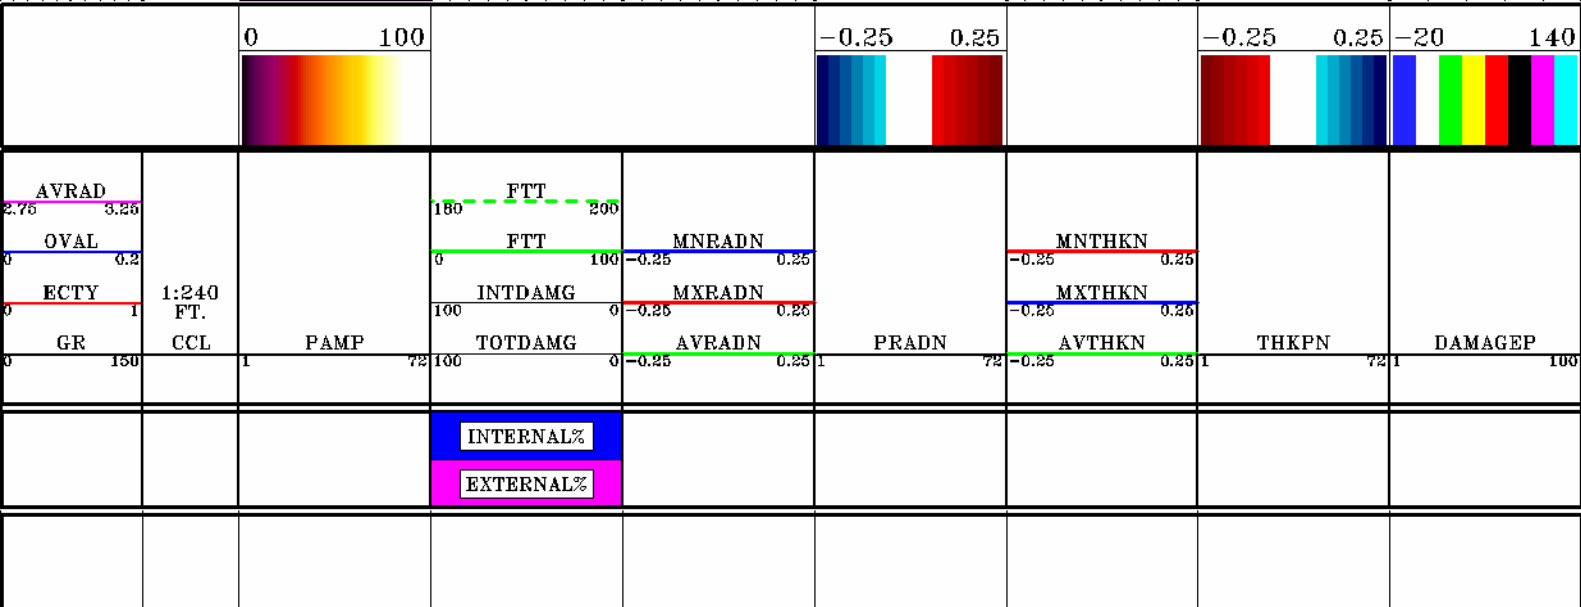 0 100 -0.25 0.25 -0.25 0.25 -20 140
AVRAD FTT
2.75 3.25 180 200
OVAL FTT MNRADN MNTHKN
0 0.2 0 100 -0.25 0.25 -0.25 0.25
ECTY 1:240 INTDAMG MXRADN MXTHKN
0 1 FT. 100 0 -0.25 0.25 -0.25 0.25
GR CCL PAMP TOTDAMG AVRADN PRADN AVTHKN THKPN DAMAGEP
0 150 1 72 100 0 -0.25 0.25 1 72 -0.25 0.25 1 72 1 100
INTERNAL%
EXTERNAL%